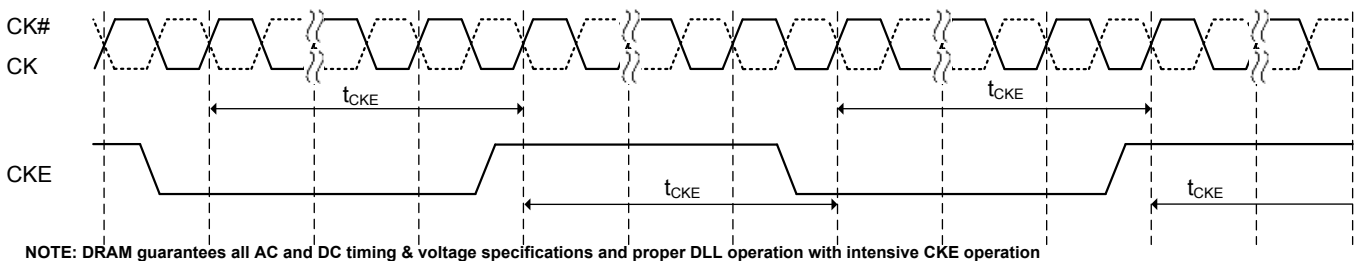 CK#
CK
tCKE
tCKE
CKE
tCKE
tCKE
NOTE: DRAM guarantees all AC and DC timing & voltage specifications and proper DLL operation with intensive CKE operation